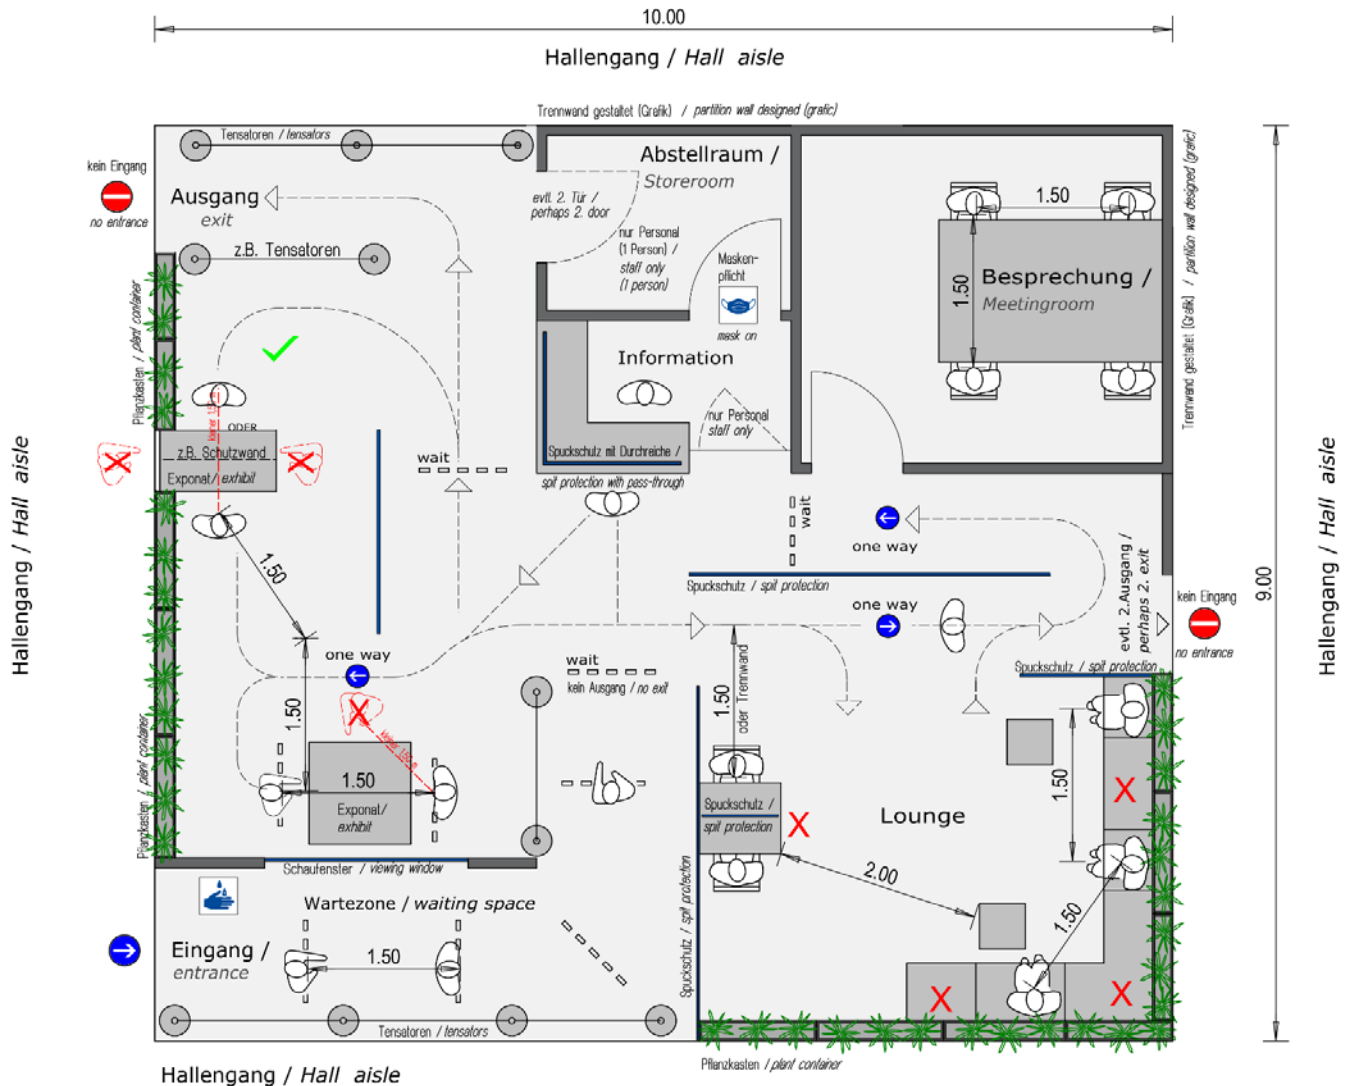 10.00
Hallengang / Hall aisle
Trennwand gestaltet (Grafik) / partition wall designed (grafic)
Tensatoren / tensators
kein Eingang
no entrance
Ausgang
exit
z.B. Tensatoren
Abstellraum /
Storeroom
evtl. 2. Tür /
perhaps 2. door
nur Personal
(1 Person) /
staff only
(1 person)
Masken-
pflicht
mask on
1.50
1.50
Besprechung /
Meetingroom
Trennwand gestaltet (Grafik) / partition wall designed (grafic)
9.00
Pflanzkasten / plant container
Information
nur Personal
staff only
Spuckschutz mit Durchreiche /
spit protection with pass-through
kleiner 1.50 m
ODER
z.B. Schutzwand
Exponat/ exhibit
wait
wait
one way
Hallengang / Hall aisle
Hallengang / Hall aisle
1.50
Spuckschutz / spit protection
one way
evtl. 2.Ausgang /
perhaps 2. exit
kein Eingang
no entrance
one way
wait
kein Ausgang / no exit
1.50
kleiner 1.50 m
1.50
Exponat/
exhibit
1.50
oder Trennwand
Spuckschutz / spit protection
Spuckschutz /
spit protection
Lounge
1.50
2.00
1.50
Pflanzkasten / plant container
Schaufenster / viewing window
Wartezone / waiting space
Eingang /
entrance
1.50
Spuckschutz / spit protection
Tensatoren / tensators
Pflanzkasten / plant container
Hallengang / Hall aisle